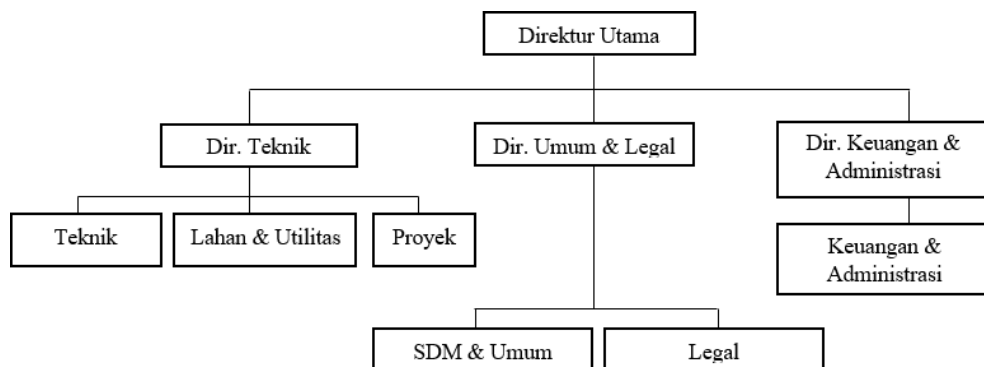 Direktur Utama
Dir. Teknik
Dir. Umum & Legal
Dir. Keuangan &
Administrasi
Teknik
Lahan & Utilitas
Proyek
Keuangan &
Administrasi
SDM & Umum
Legal